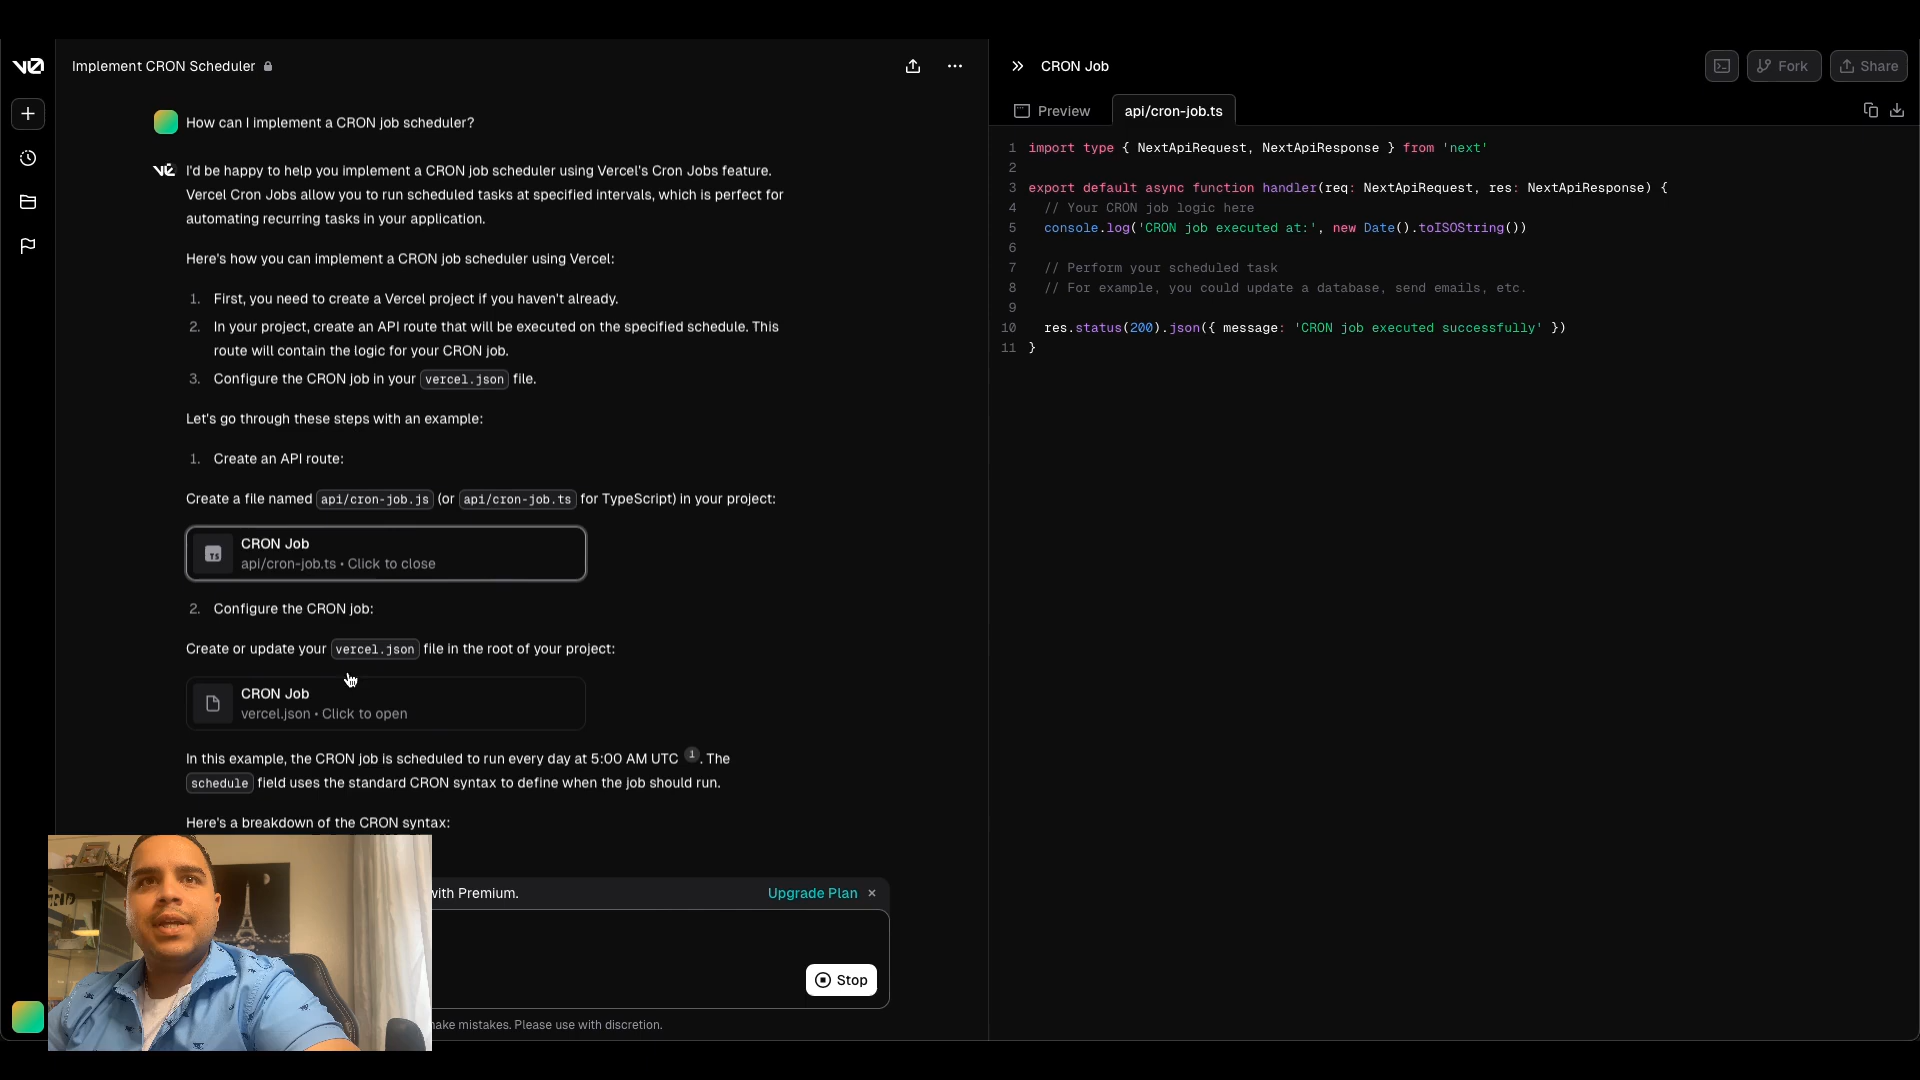 v0
Implement CRON Scheduler
How can I implement a CRON job scheduler?
I'd be happy to help you implement a CRON job scheduler using Vercel's Cron Jobs feature.
Vercel Cron Jobs allow you to run scheduled tasks at specified intervals, which is perfect for
automating recurring tasks in your application.
Here's how you can implement a CRON job scheduler using Vercel:
1. First, you need to create a Vercel project if you haven't already.
2. In your project, create an API route that will be executed on the specified schedule. This
route will contain the logic for your CRON job.
3. Configure the CRON job in your vercel.json file.
Let's go through these steps with an example:
1. Create an API route:
Create a file named api/cron-job.js (or api/cron-job.ts for TypeScript) in your project:
TS
CRON Job
api/cron-job.ts • Click to close
2. Configure the CRON job:
Create or update your vercel.json file in the root of your project:
CRON Job
vercel.json • Click to open
In this example, the CRON job is scheduled to run every day at 5:00 AM UTC 1. The
schedule field uses the standard CRON syntax to define when the job should run.
Here's a breakdown of the CRON syntax:
with Premium.
Upgrade Plan ×
Stop
make mistakes. Please use with discretion.
CRON Job
Fork
Share
Preview
api/cron-job.ts
1 import type { NextApiRequest, NextApiResponse } from 'next'
2
3 export default async function handler(req: NextApiRequest, res: NextApiResponse) {
4 // Your CRON job logic here
5 console.log('CRON job executed at:', new Date().toISOString())
6
7 // Perform your scheduled task
8 // For example, you could update a database, send emails, etc.
9
10 res.status(200).json({ message: 'CRON job executed successfully' })
11 }